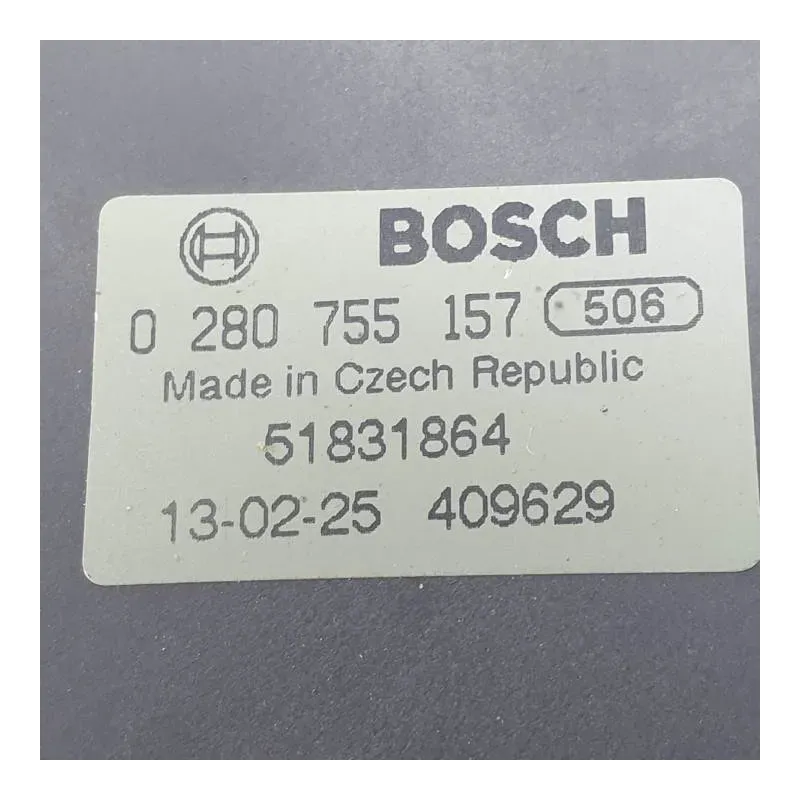 BOSCH
0 280 755 157 506
Made in Czech Republic
51831864
13-02-25 409629